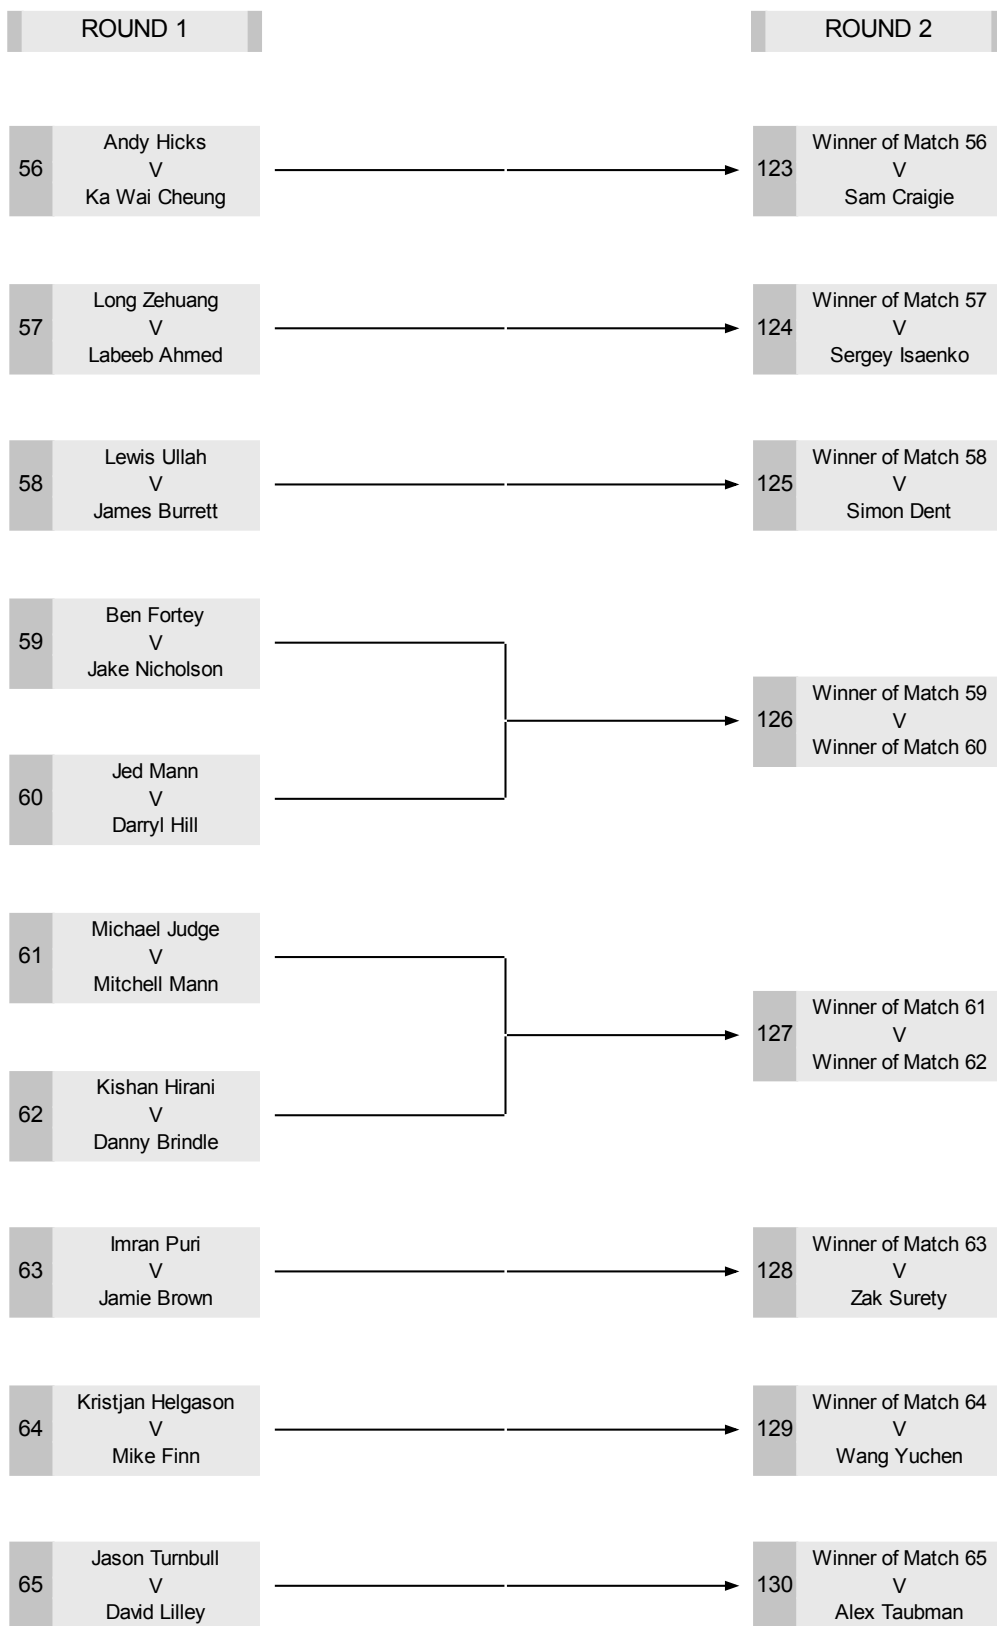 ROUND 1
ROUND 2
56
Andy Hicks
V
Ka Wai Cheung
123
Winner of Match 56
V
Sam Craigie
57
Long Zehuang
V
Labeeb Ahmed
124
Winner of Match 57
V
Sergey Isaenko
58
Lewis Ullah
V
James Burrett
125
Winner of Match 58
V
Simon Dent
59
Ben Fortey
V
Jake Nicholson
126
Winner of Match 59
V
Winner of Match 60
60
Jed Mann
V
Darryl Hill
61
Michael Judge
V
Mitchell Mann
127
Winner of Match 61
V
Winner of Match 62
62
Kishan Hirani
V
Danny Brindle
63
Imran Puri
V
Jamie Brown
128
Winner of Match 63
V
Zak Surety
64
Kristjan Helgason
V
Mike Finn
129
Winner of Match 64
V
Wang Yuchen
65
Jason Turnbull
V
David Lilley
130
Winner of Match 65
V
Alex Taubman